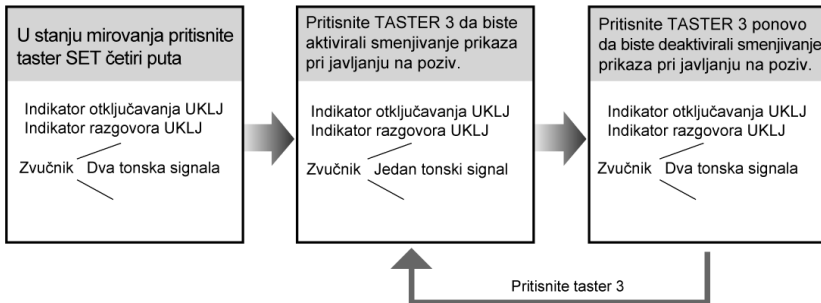 U stanju mirovanja pritisnite
taster SET četiri puta
Indikator otključavanja UKLJ
Indikator razgovora UKLJ
Zvučnik Dva tonska signala
Pritisnite TASTER 3 da biste
aktivirali smenjivanje prikaza
pri javljanju na poziv.
Indikator otključavanja UKLJ
Indikator razgovora UKLJ
Zvučnik Jedan tonski signal
Pritisnite TASTER 3 ponovo
da biste deaktivirali smenjivanje
prikaza pri javljanju na poziv.
Indikator otključavanja UKLJ
Indikator razgovora UKLJ
Zvučnik Dva tonska signala
Pritisnite taster 3